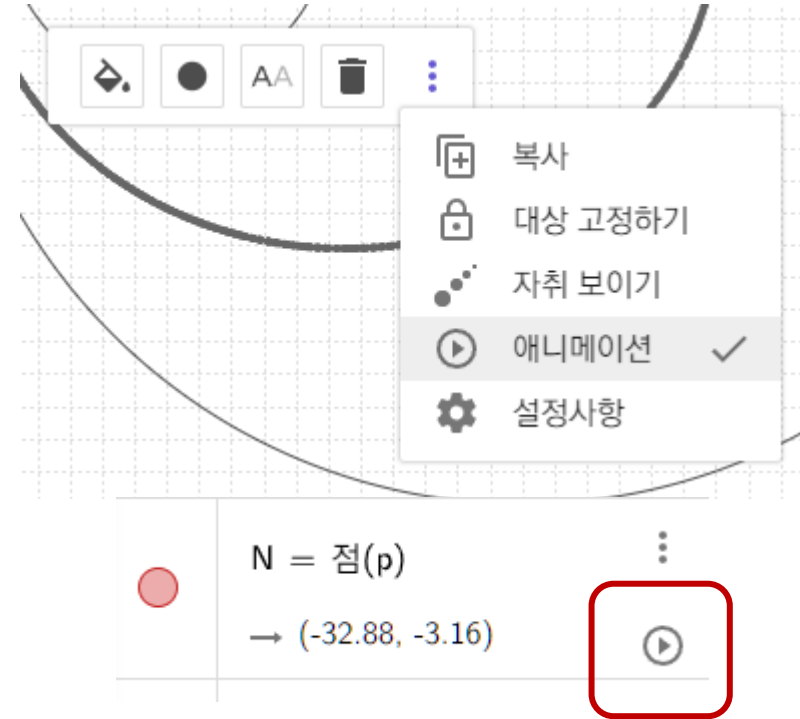 AA
복사
대상 고정하기
자취 보이기
애니메이션
설정사항
N = 점(p)
→ (-32.88, -3.16)